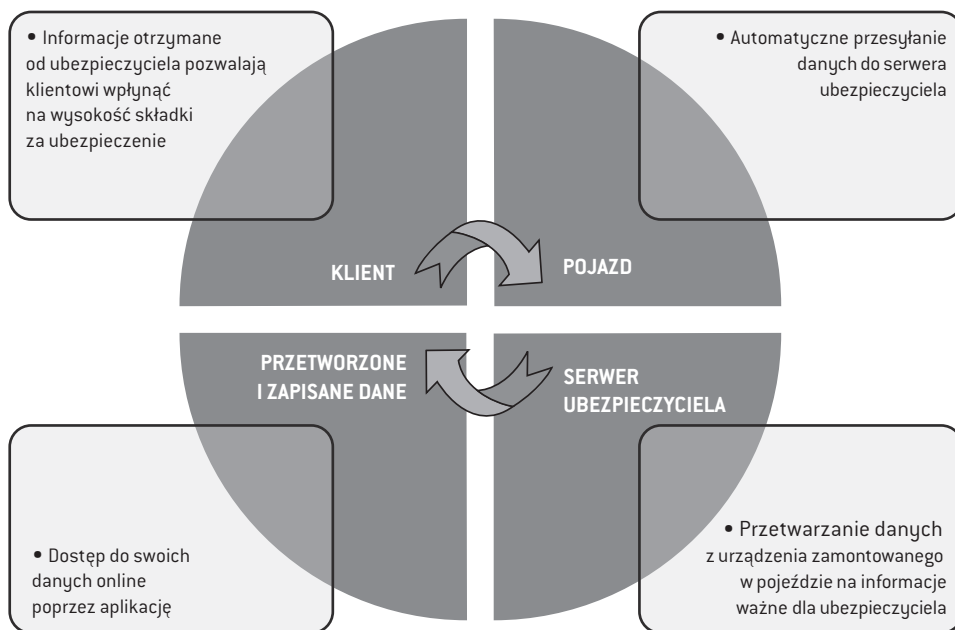 • Informacje otrzymane
od ubezpieczyciela pozwalają
klientowi wpłynąć
na wysokość składki
za ubezpieczenie
• Automatyczne przesyłanie
danych do serwera
ubezpieczyciela
KLIENT
POJAZD
PRZETWORZONE
I ZAPISANE DANE
SERWER
UBEZPIECZYCIELA
• Dostęp do swoich
danych online
poprzez aplikację
• Przetwarzanie danych
z urządzenia zamontowanego
w pojeździe na informacje
ważne dla ubezpieczyciela